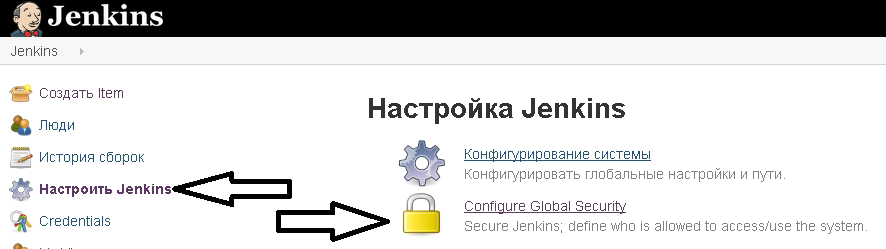 Jenkins
Jenkins
Создать Item
Люди
История сборок
Настроить Jenkins
Credentials
Настройка Jenkins
Конфигурирование системы
Конфигурировать глобальные настройки и пути.
Configure Global Security
Secure Jenkins; define who is allowed to access/use the system.